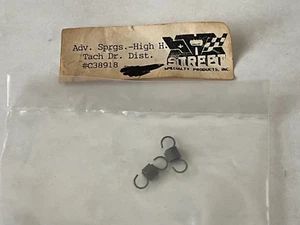 Adv. Sprgs.-High H.
Tach Dr. Dist.
#C38918
STREET
SPECIALTY PRODUCTS, INC